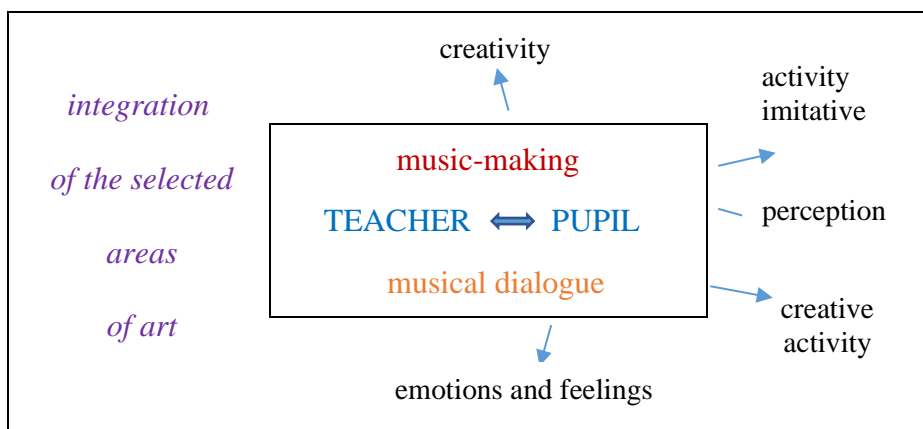 creativity
activity
imitative
integration
of the selected
areas
of art
music-making
TEACHER PUPIL
musical dialogue
perception
creative
activity
emotions and feelings